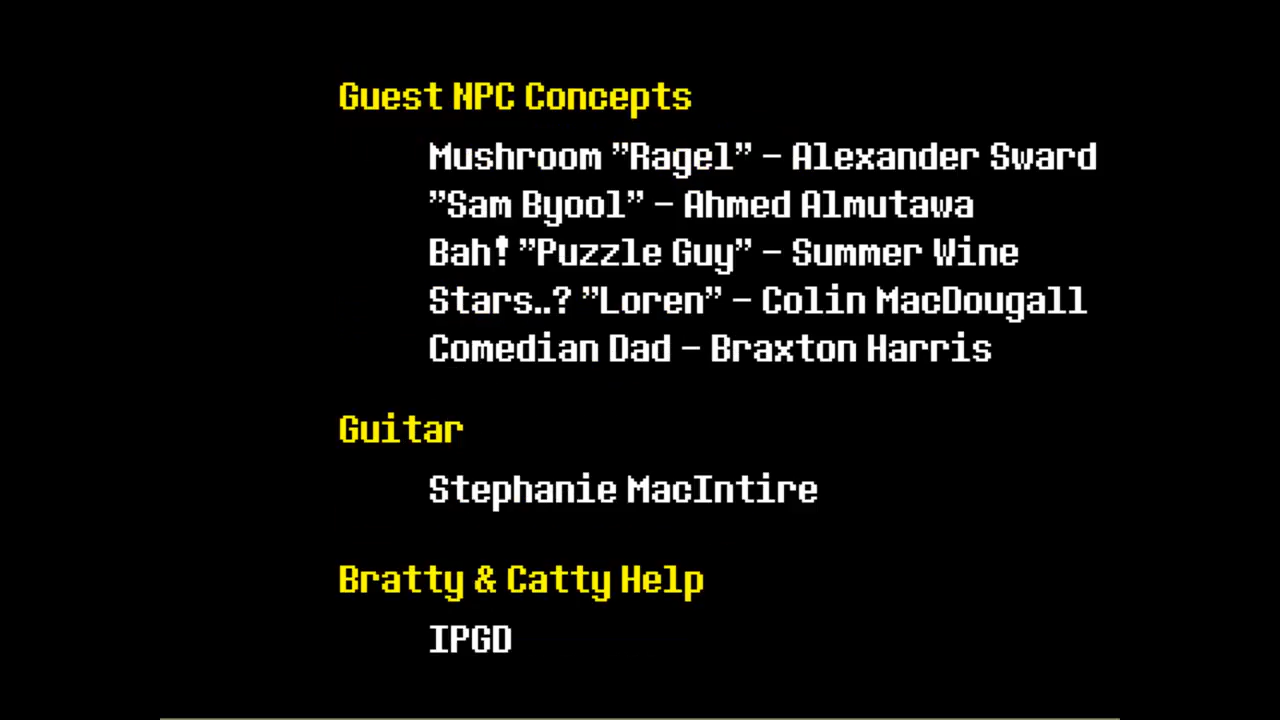 Guest NPC Concepts
Mushroom ”Ragel” – Alexander Sward
”Sam Byool” – Ahmed Almutawa
Bah! ”Puzzle Guy” – Summer Wine
Stars..? ”Loren” – Colin MacDougall
Comedian Dad – Braxton Harris
Guitar
Stephanie MacIntire
Bratty & Catty Help
IPGD